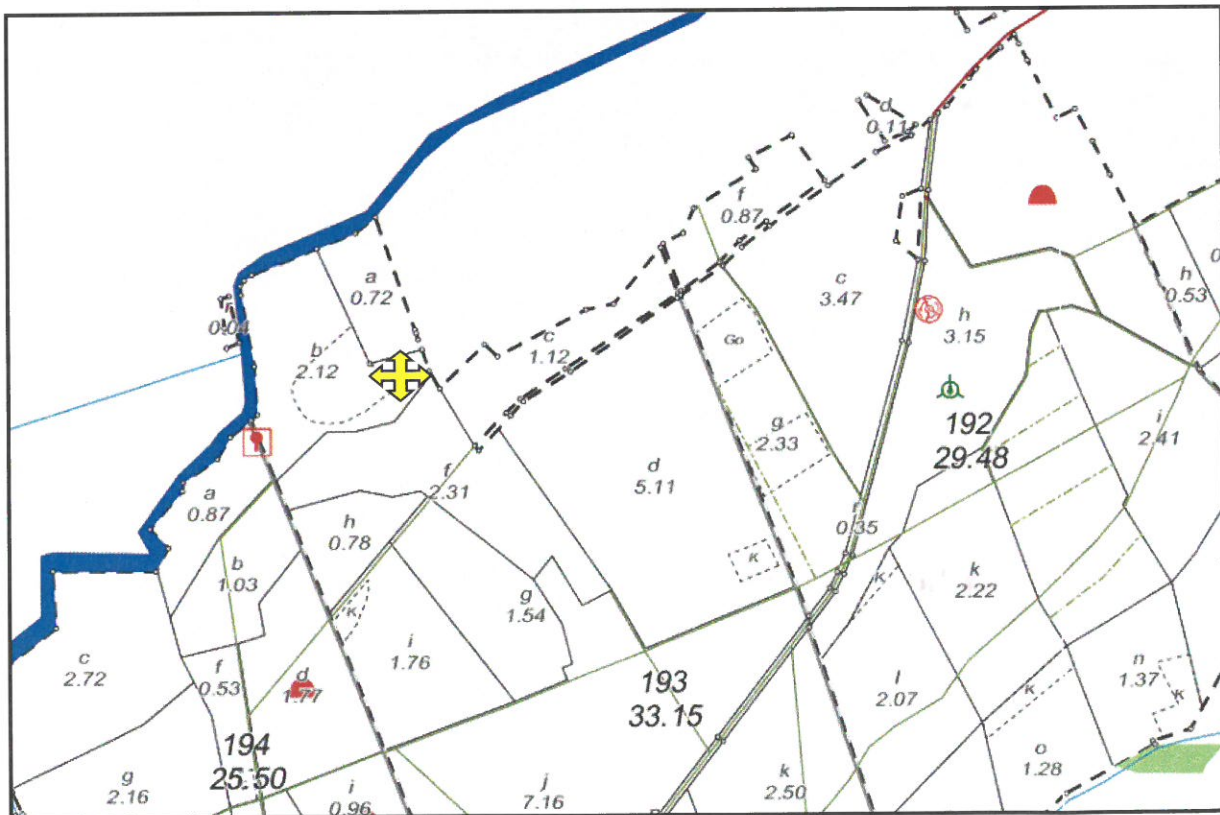 d
0.11
f
0.87
a
0.72
c
3.47
h
0.53
r
0.04
h
3.15
c
1.12
Go
b
2.12
192
29.48
i
2.41
g
2.33
d
5.11
f
2.31
a
0.87
r
0.35
h
0.78
K
K
k
2.22
b
1.03
g
1.54
K
i
1.76
c
2.72
f
0.53
d
1.77
193
33.15
l
2.07
K
n
1.37
K
194
25.50
g
2.16
i
0.96
j
7.16
k
2.50
o
1.28